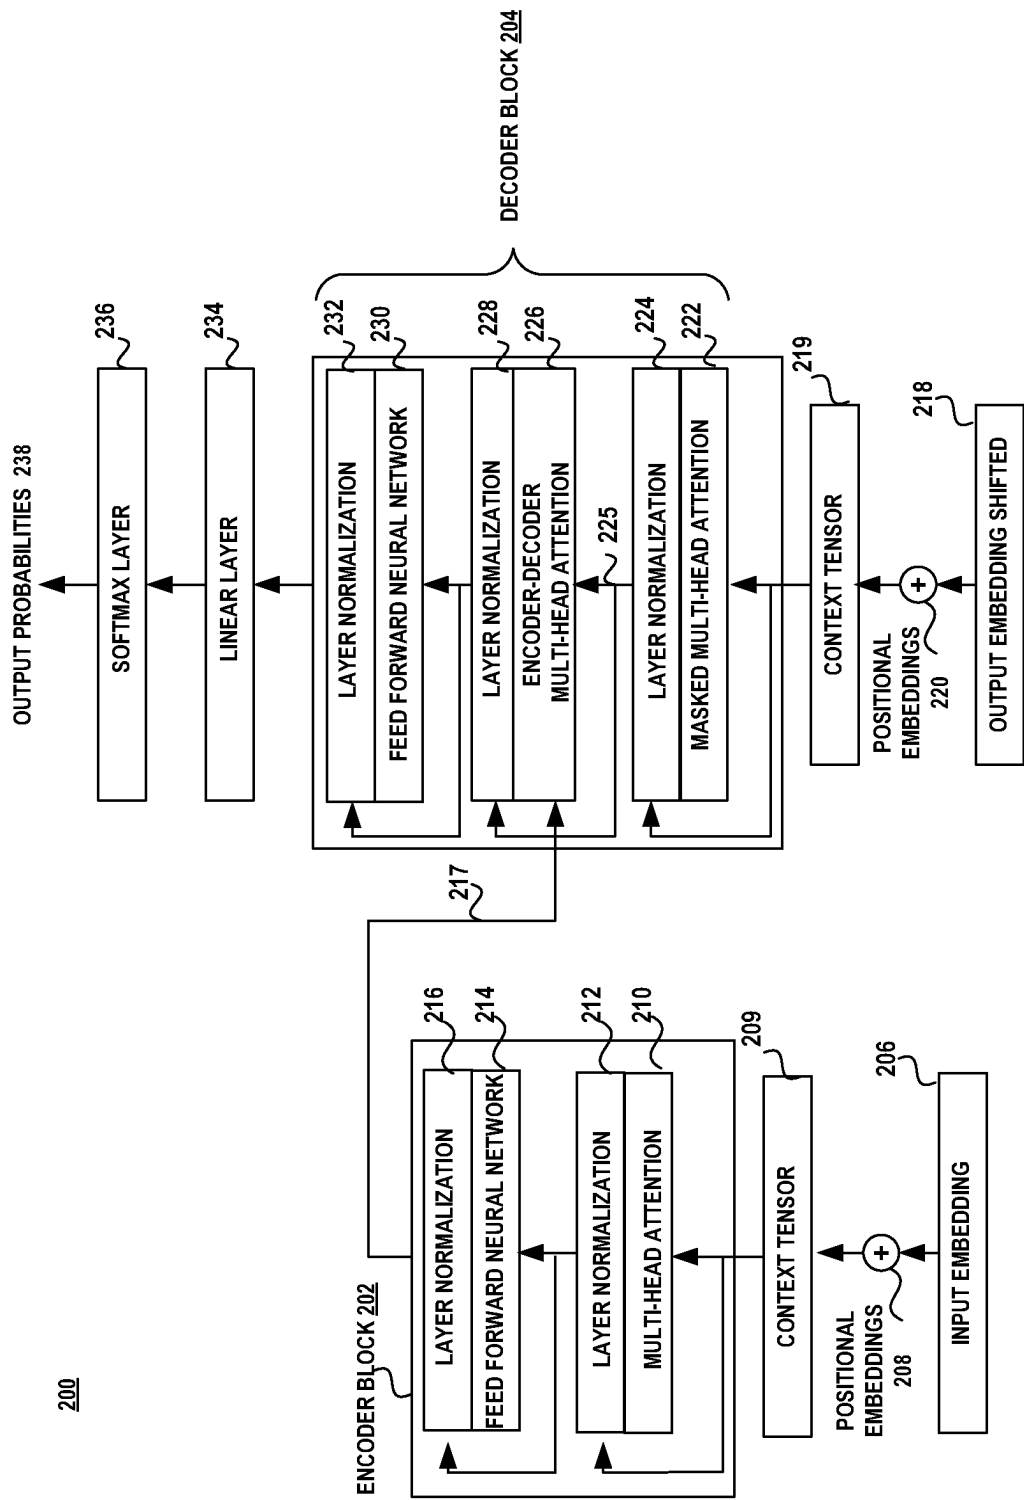 200
ENCODER BLOCK 202
LAYER NORMALIZATION
216
FEED FORWARD NEURAL NETWORK
214
LAYER NORMALIZATION
212
MULTI-HEAD ATTENTION
210
CONTEXT TENSOR
209
POSITIONAL
EMBEDDINGS
208
+
INPUT EMBEDDING
206
217
OUTPUT PROBABILITIES 238
SOFTMAX LAYER
236
LINEAR LAYER
234
LAYER NORMALIZATION
232
FEED FORWARD NEURAL NETWORK
230
LAYER NORMALIZATION
228
ENCODER-DECODER
MULTI-HEAD ATTENTION
226
225
LAYER NORMALIZATION
224
MASKED MULTI-HEAD ATTENTION
222
DECODER BLOCK 204
CONTEXT TENSOR
219
POSITIONAL
EMBEDDINGS
220
+
OUTPUT EMBEDDING SHIFTED
218